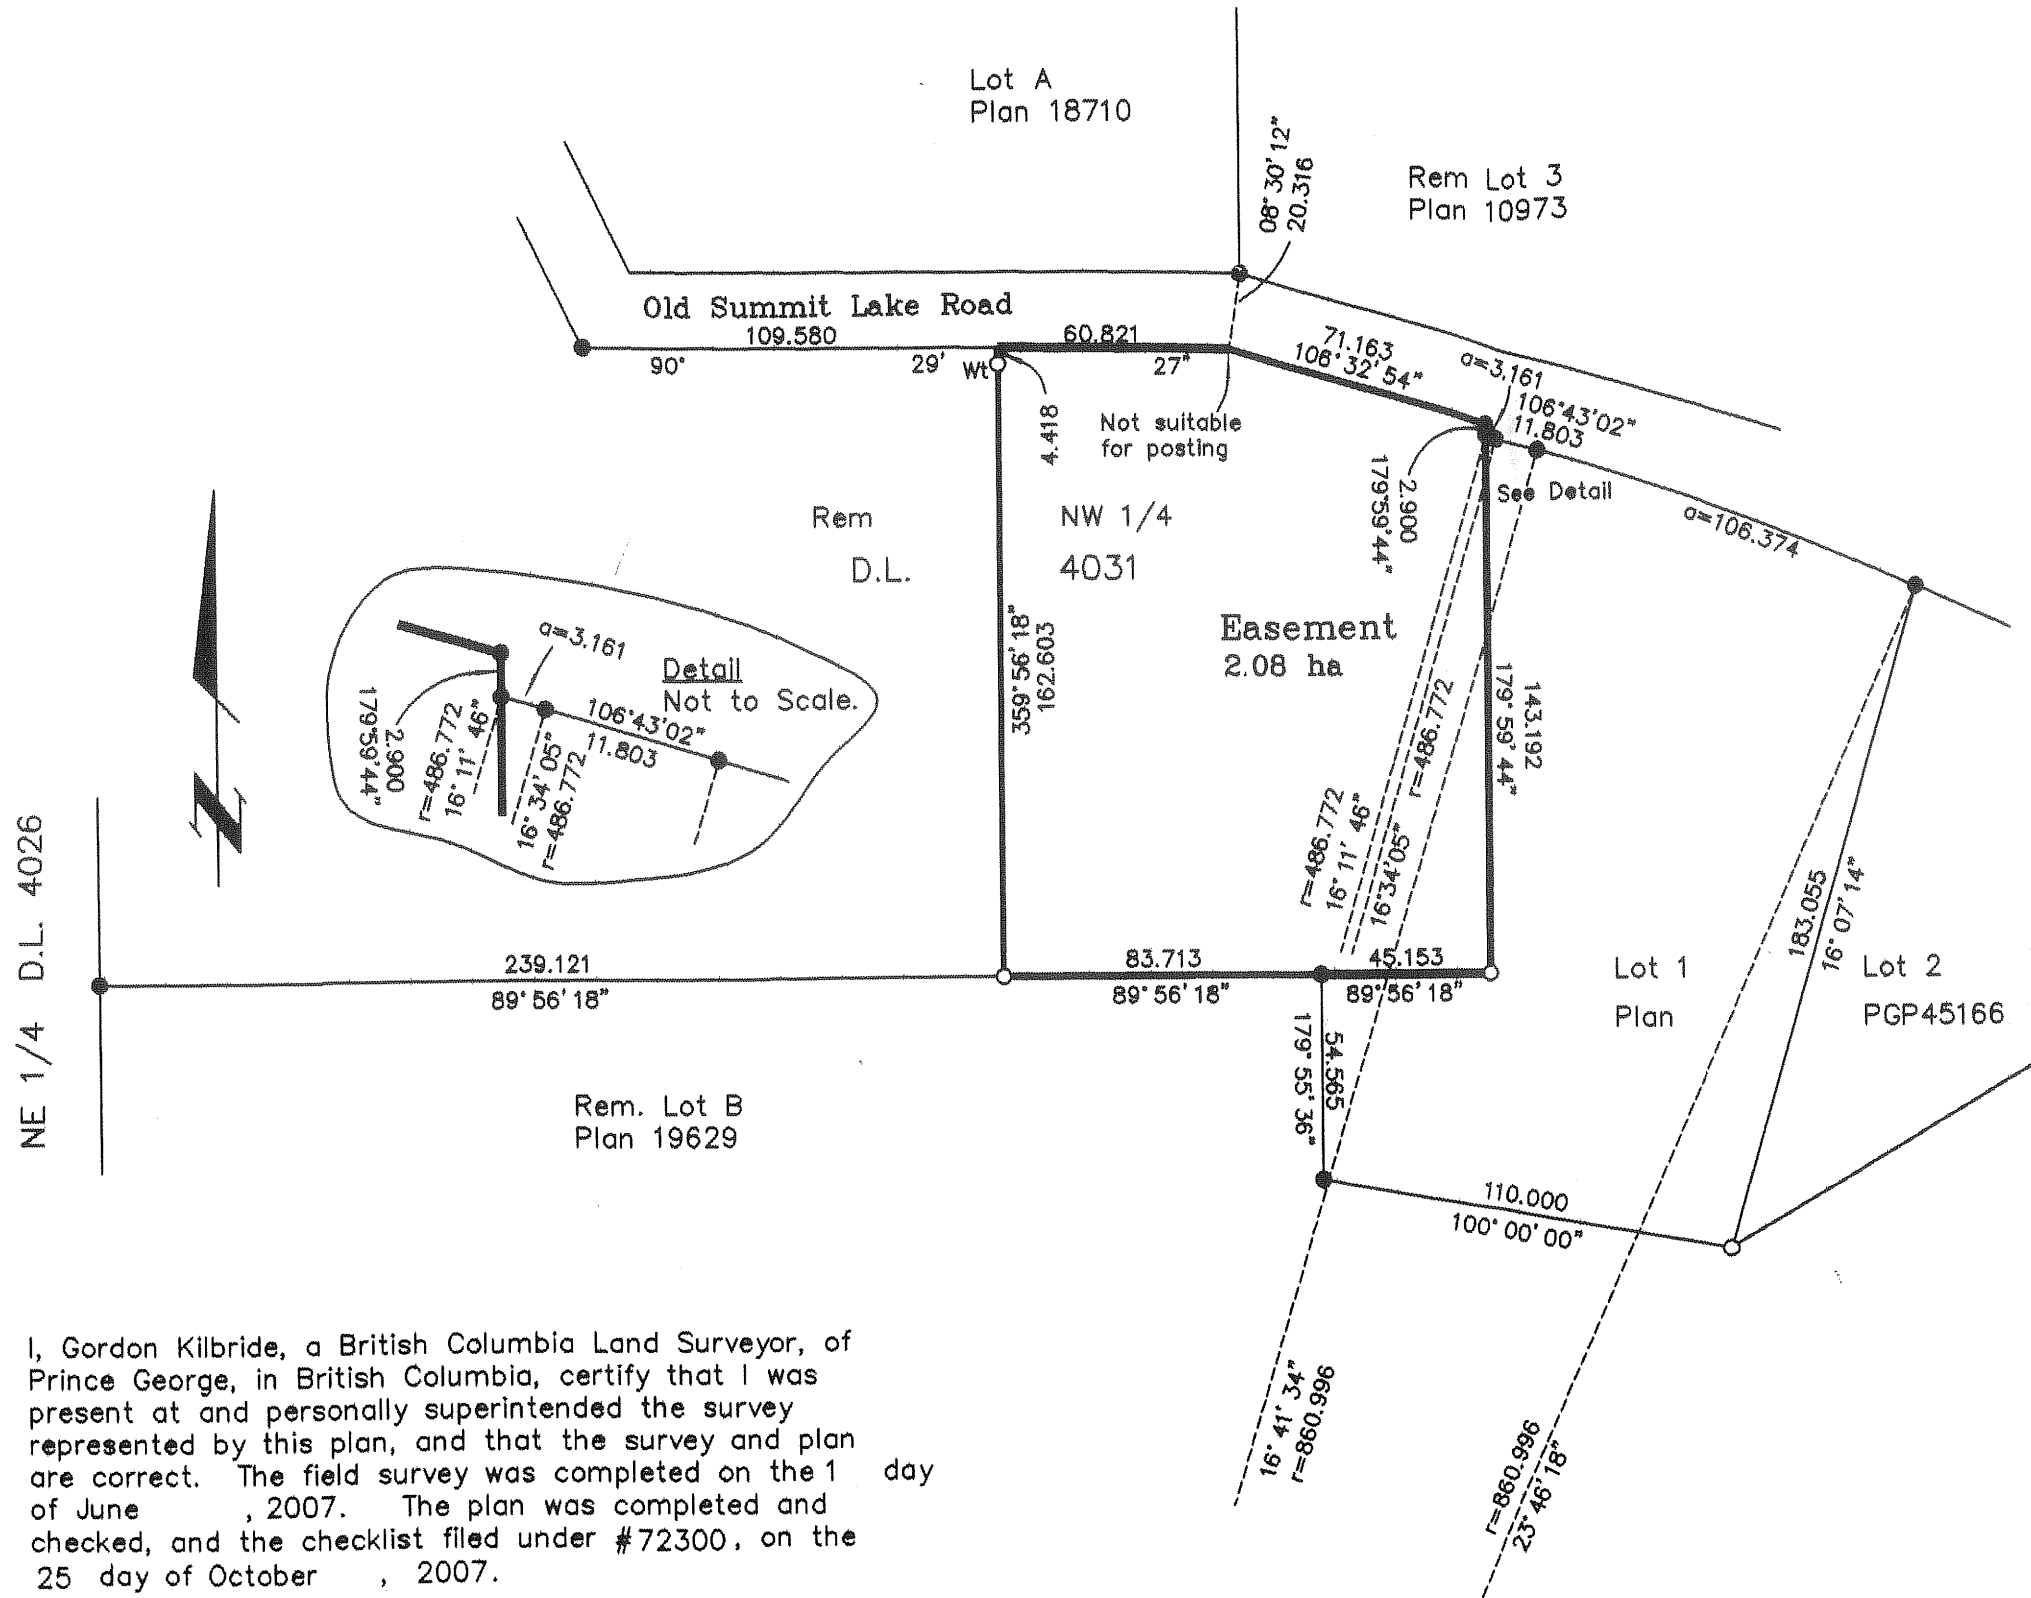 Lot A
Plan 18710
08° 30' 12"
20.316
Rem Lot 3
Plan 10973
Old Summit Lake Road
109.580
60.821
90°
29'
Wt
27"
71.163
106° 32' 54"
a=3.161
106°43'02"
11.803
4.418
Not suitable
for posting
2.900
179°59'44"
See Detail
a=106.374
Rem
NW 1/4
D.L.
4031
Easement
2.08 ha
359° 56' 18"
162.603
a=3.161
Detail
Not to Scale.
106°43'02"
11.803
2.900
179°59'44"
r=486.772
16° 11' 46"
16° 34' 05"
r=486.772
r=486.772
16° 11' 46"
r=486.772
16°34'05"
143.192
179° 59' 44"
183.055
16° 07' 14"
NE 1/4 D.L. 4026
239.121
89° 56' 18"
83.713
89° 56' 18"
45.153
89° 56' 18"
Lot 1
Plan
Lot 2
PGP45166
54.565
179° 55' 36"
Rem. Lot B
Plan 19629
110.000
100° 00' 00"
16° 41' 34"
r=860.996
r=860.996
23° 46' 18"
N
I, Gordon Kilbride, a British Columbia Land Surveyor, of
Prince George, in British Columbia, certify that I was
present at and personally superintended the survey
represented by this plan, and that the survey and plan
are correct. The field survey was completed on the 1 day
of June , 2007. The plan was completed and
checked, and the checklist filed under #72300, on the
25 day of October , 2007.